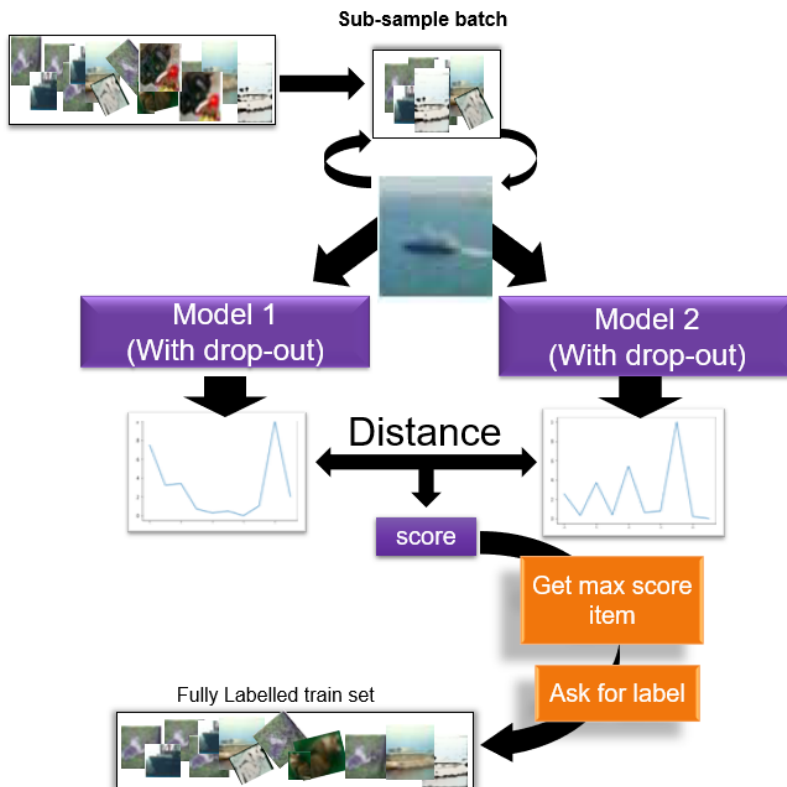 Sub-sample batch
Model 1
(With drop-out)
Model 2
(With drop-out)
Distance
score
Get max score
item
Ask for label
Fully Labelled train set